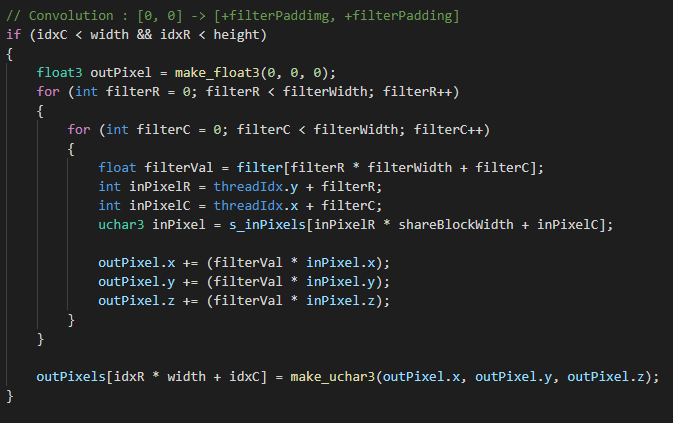 // Convolution : [0, 0] -> [+filterPaddimg, +filterPadding]
if (idxC < width && idxR < height)
{
    float3 outPixel = make_float3(0, 0, 0);
    for (int filterR = 0; filterR < filterWidth; filterR++)
    {
        for (int filterC = 0; filterC < filterWidth; filterC++)
        {
            float filterVal = filter[filterR * filterWidth + filterC];
            int inPixelR = threadIdx.y + filterR;
            int inPixelC = threadIdx.x + filterC;
            uchar3 inPixel = s_inPixels[inPixelR * shareBlockWidth + inPixelC];

            outPixel.x += (filterVal * inPixel.x);
            outPixel.y += (filterVal * inPixel.y);
            outPixel.z += (filterVal * inPixel.z);
        }
    }

    outPixels[idxR * width + idxC] = make_uchar3(outPixel.x, outPixel.y, outPixel.z);
}